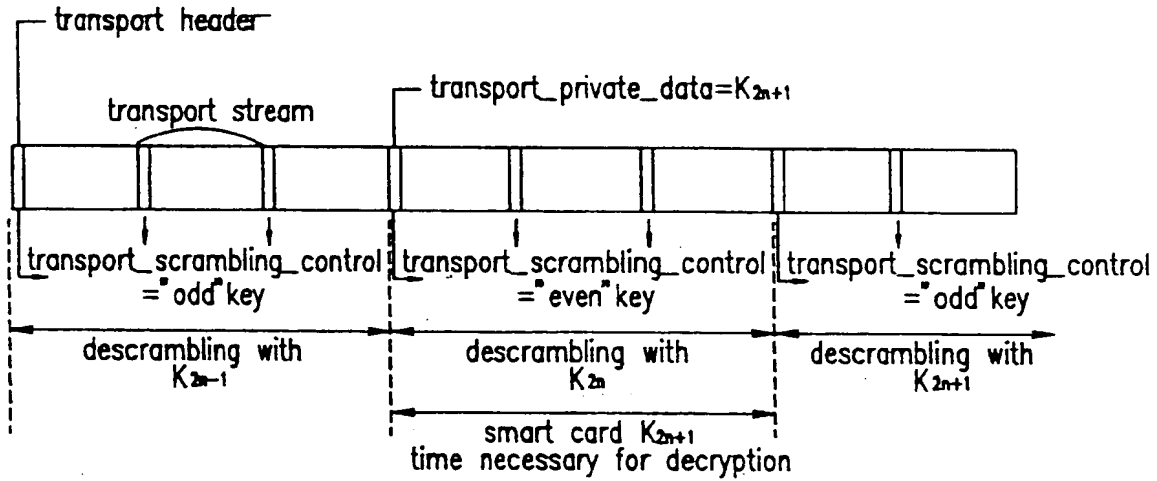 transport header
transport_private_data=K2n+1
transport stream
transport_scrambling_control
="odd"key
transport_scrambling_control
="even"key
transport_scrambling_control
="odd"key
descrambling with
K2n-1
descrambling with
K2n
descrambling with
K2n+1
smart card K2n+1
time necessary for decryption